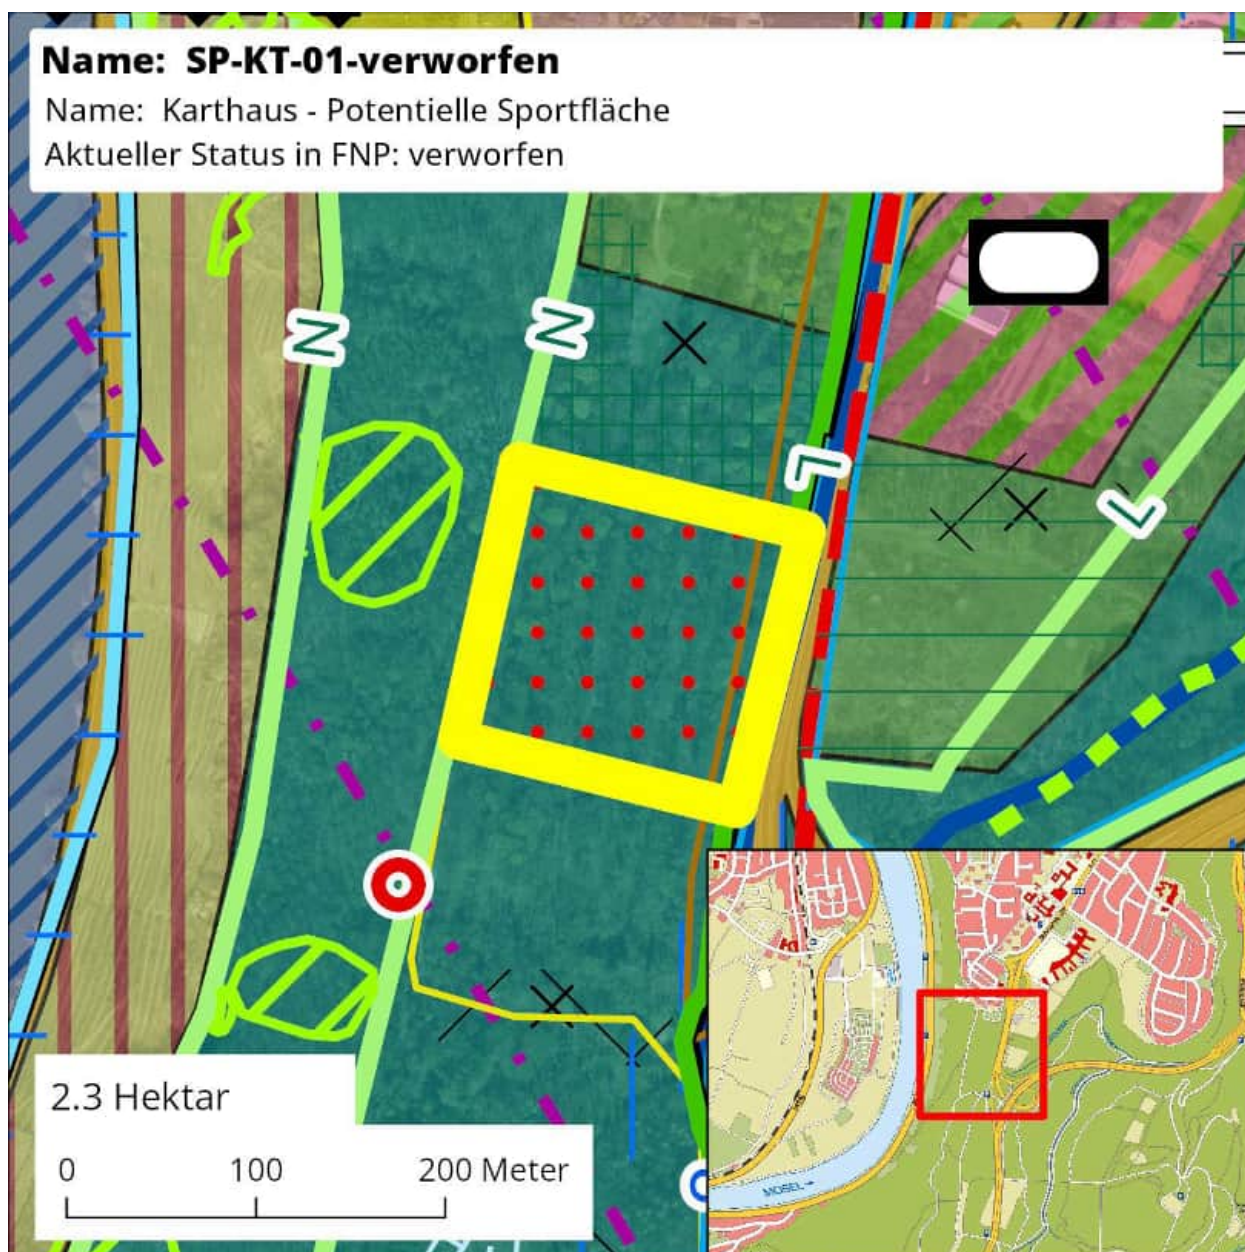 Name: SP-KT-01-verworfen
Name: Karthaus - Potentielle Sportfläche
Aktueller Status in FNP: verworfen
N
N
L
L
2.3 Hektar
0 100 200 Meter
MOSEL